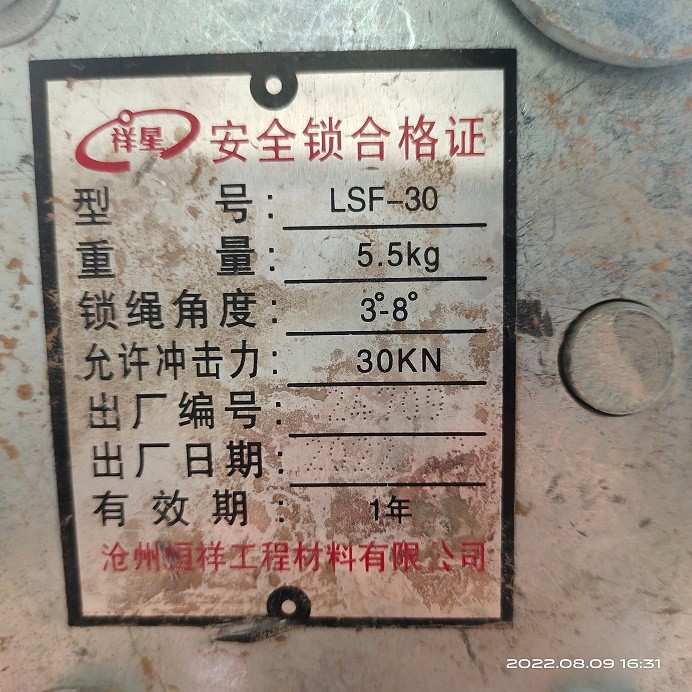 祥星 安全锁合格证
型号: LSF-30
重量: 5.5kg
锁绳角度: 3°-8°
允许冲击力: 30KN
出厂编号:
出厂日期:
有效期: 1年
沧州恒祥工程材料有限公司
2022.08.09 16:31